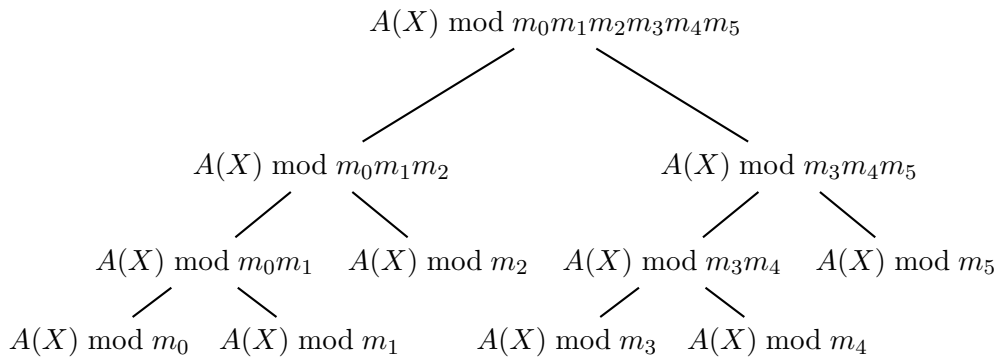 A(X) mod m₀m₁m₂m₃m₄m₅
A(X) mod m₀m₁m₂ A(X) mod m₃m₄m₅
A(X) mod m₀m₁ A(X) mod m₂ A(X) mod m₃m₄ A(X) mod m₅
A(X) mod m₀ A(X) mod m₁ A(X) mod m₃ A(X) mod m₄